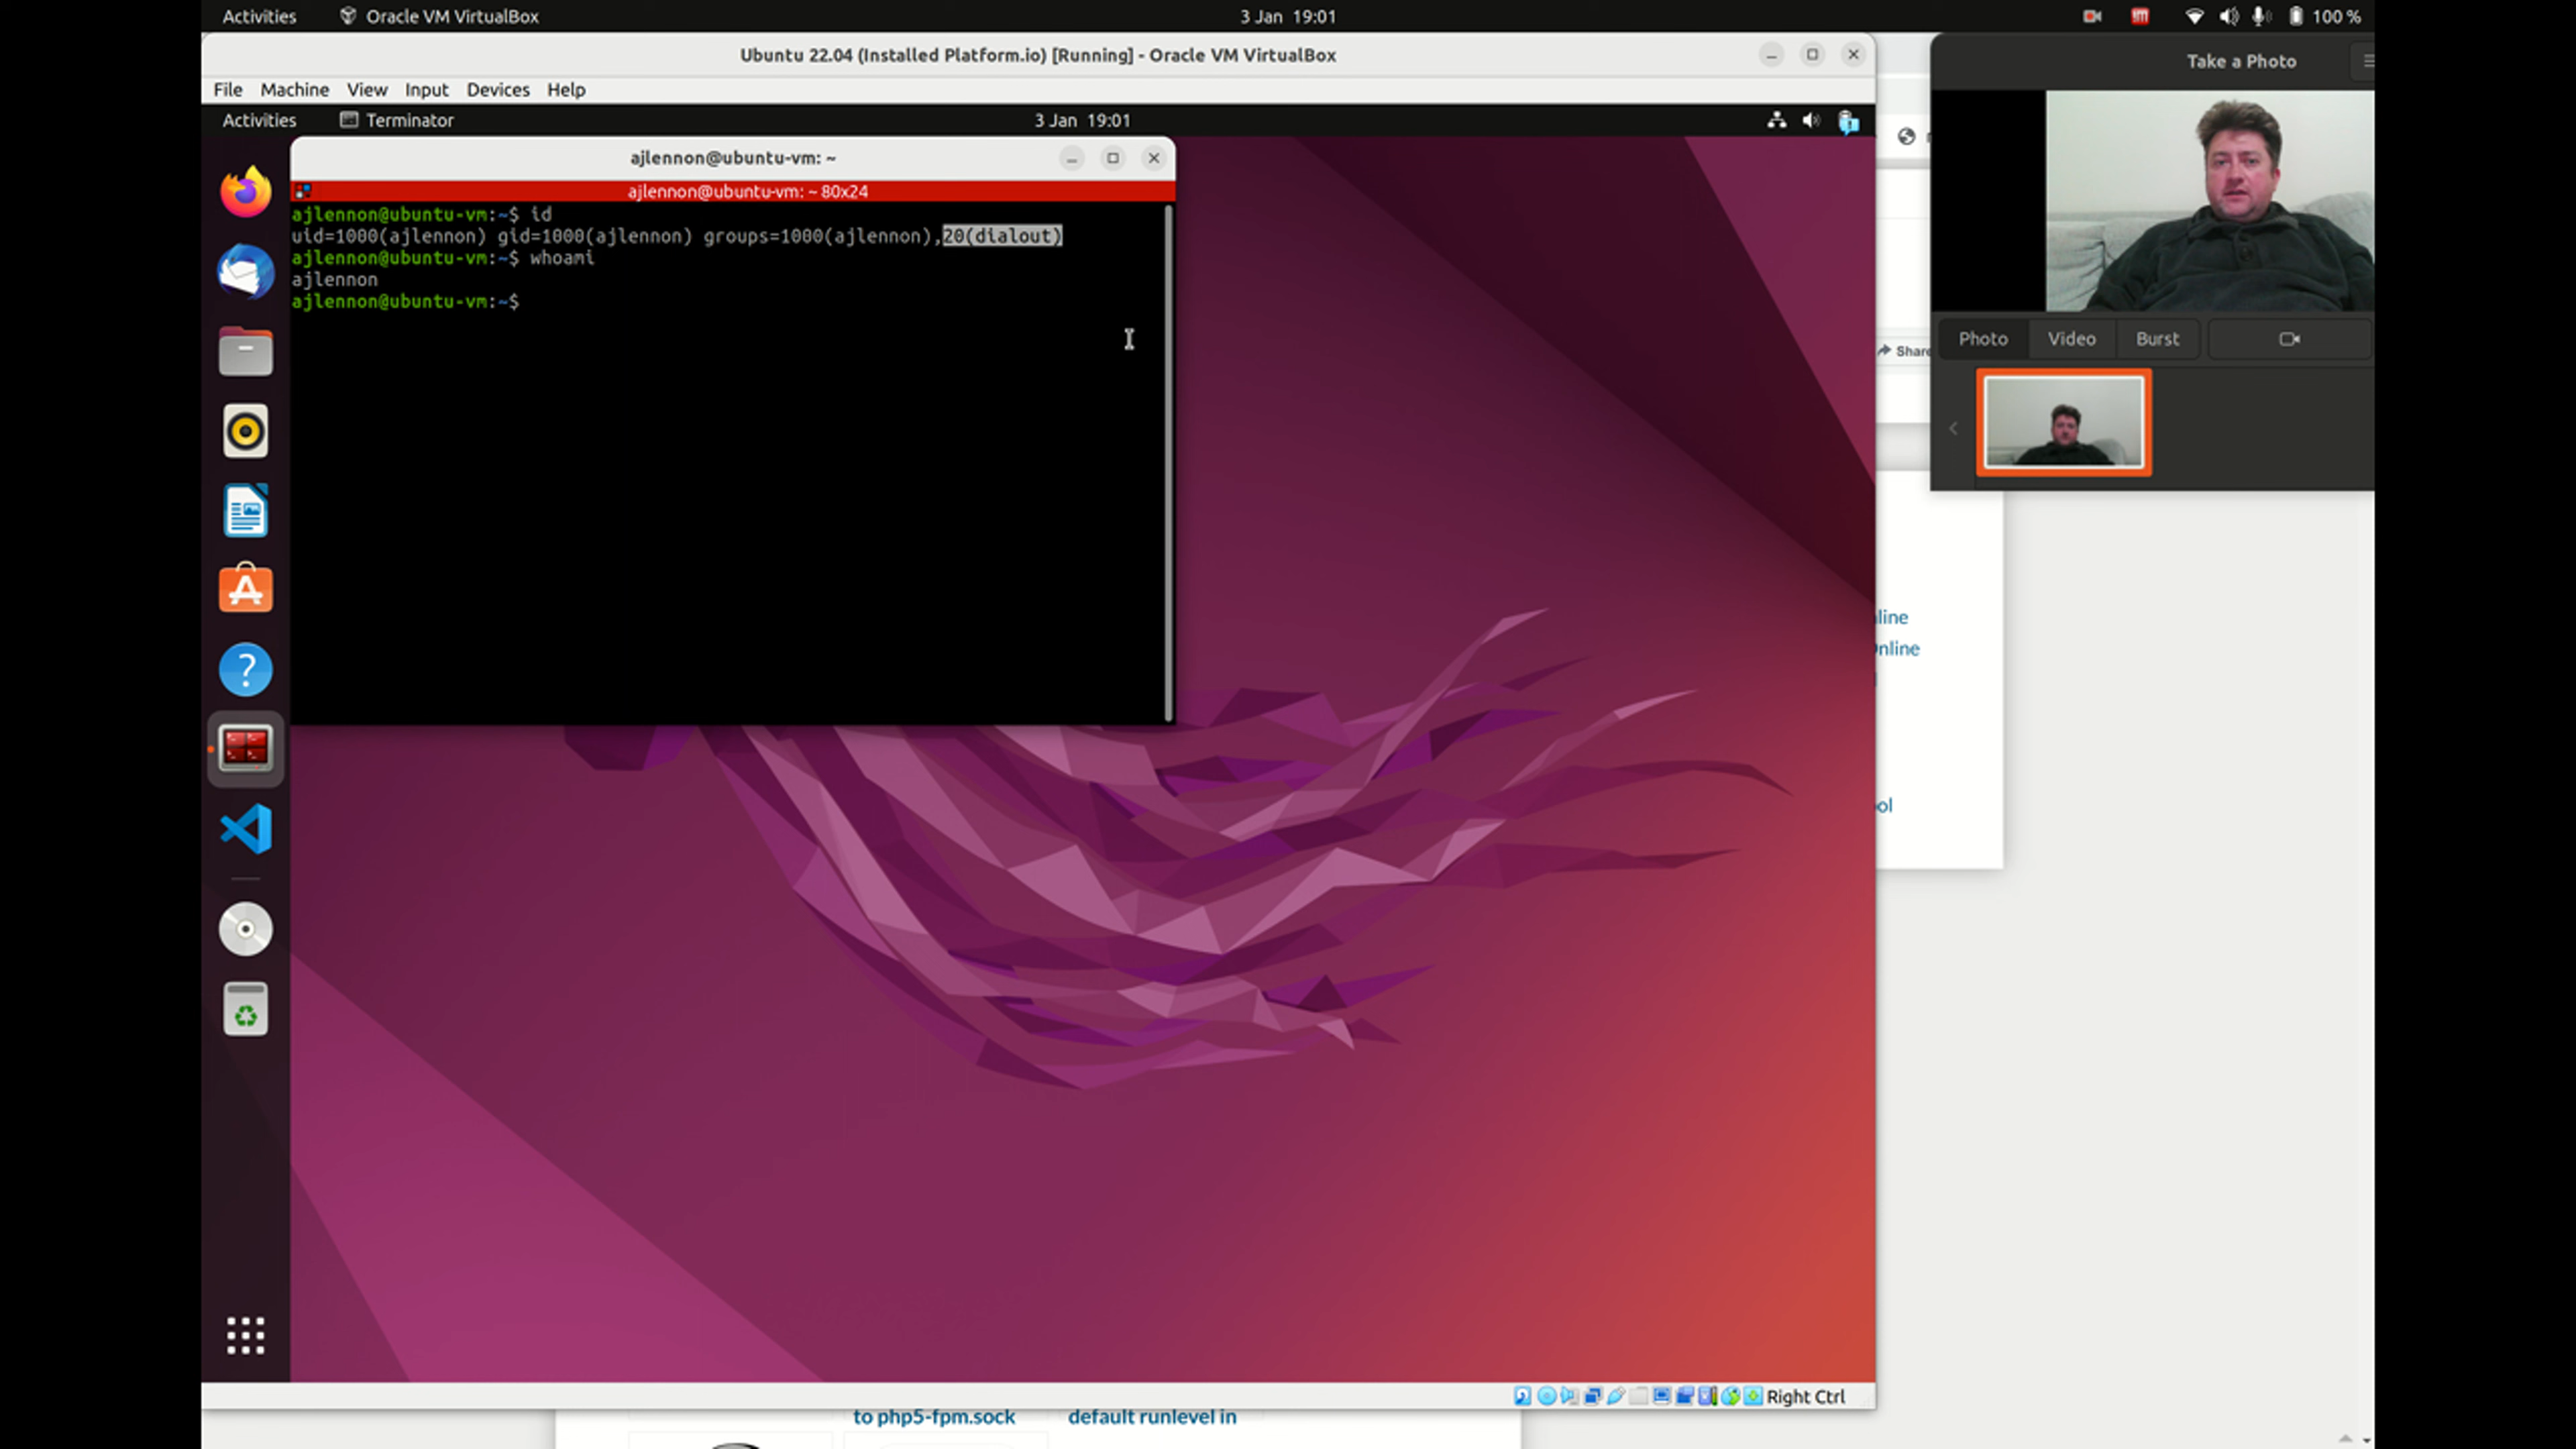 Activities Oracle VM VirtualBox 3 Jan 19:01 100 %
Ubuntu 22.04 (Installed Platform.io) [Running] - Oracle VM VirtualBox
Take a Photo
File Machine View Input Devices Help
Activities Terminator 3 Jan 19:01
ajlennon@ubuntu-vm: ~
ajlennon@ubuntu-vm: ~ 80x24
ajlennon@ubuntu-vm:~$ id
uid=1000(ajlennon) gid=1000(ajlennon) groups=1000(ajlennon),20(dialout)
ajlennon@ubuntu-vm:~$ whoami
ajlennon
ajlennon@ubuntu-vm:~$
Photo Video Burst
Share
line
Online
ol
Right Ctrl
to php5-fpm.sock default runlevel in